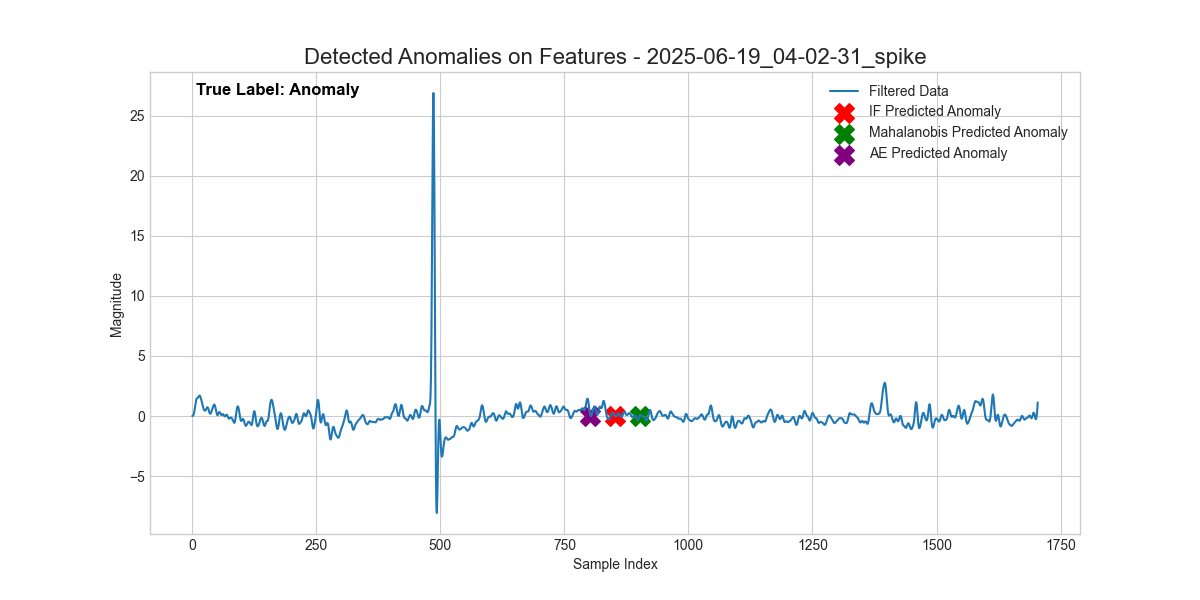 Detected Anomalies on Features - 2025-06-19_04-02-31_spike
True Label: Anomaly
Filtered Data
IF Predicted Anomaly
Mahalanobis Predicted Anomaly
AE Predicted Anomaly
25
20
15
10
5
0
−5
Magnitude
0 250 500 750 1000 1250 1500 1750
Sample Index